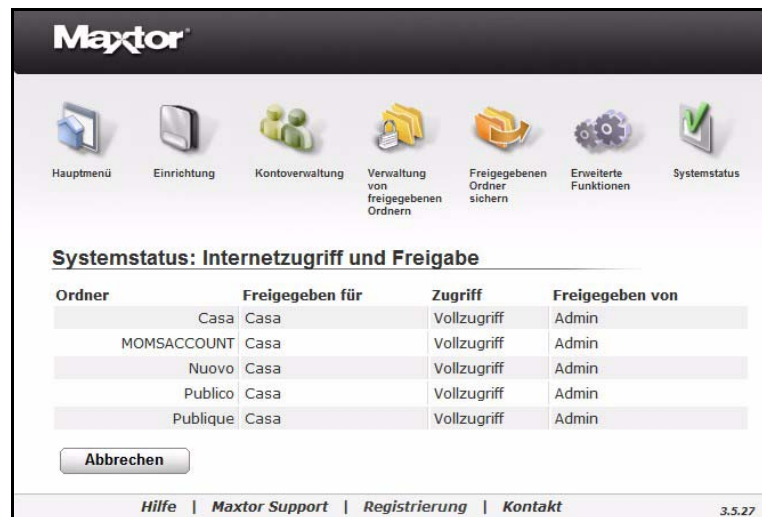 Maxtor
Hauptmenü
Einrichtung
Kontoverwaltung
Verwaltung
von
freigegebenen
Ordnern
Freigegebenen
Ordner
sichern
Erweiterte
Funktionen
Systemstatus
Systemstatus: Internetzugriff und Freigabe
Ordner Freigegeben für Zugriff Freigegeben von
Casa Casa Vollzugriff Admin
MOMSACCOUNT Casa Vollzugriff Admin
Nuovo Casa Vollzugriff Admin
Publico Casa Vollzugriff Admin
Publique Casa Vollzugriff Admin
Abbrechen
Hilfe | Maxtor Support | Registrierung | Kontakt
3.5.27